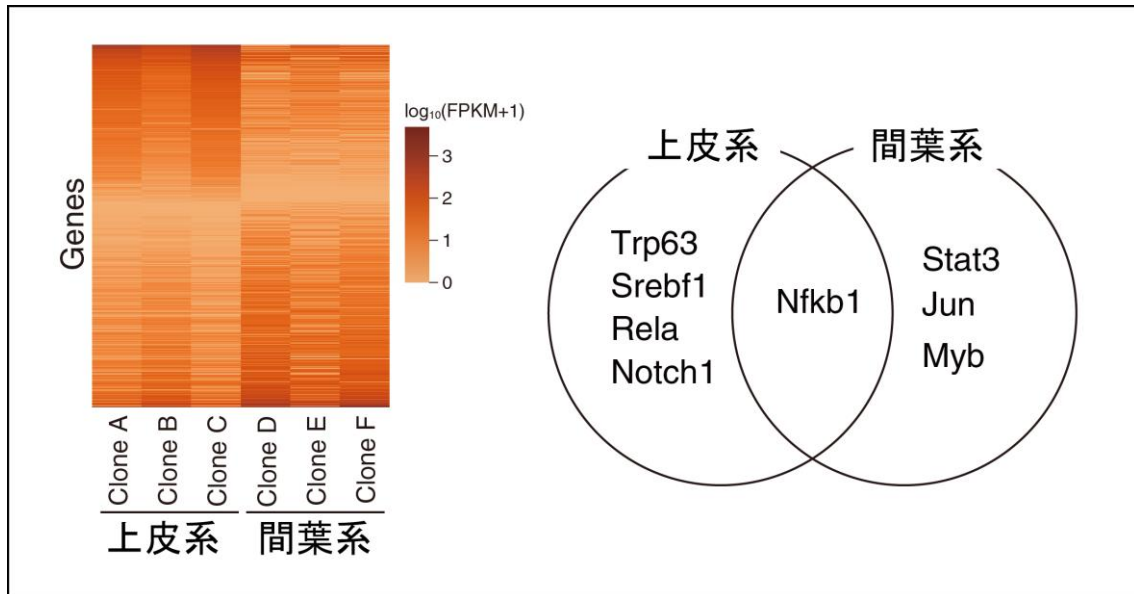 log₁₀(FPKM+1)
3
2
1
0
Genes
Clone A
Clone B
Clone C
Clone D
Clone E
Clone F
上皮系
間葉系
上皮系
間葉系
Trp63
Srebf1
Rela
Notch1
Nfkb1
Stat3
Jun
Myb